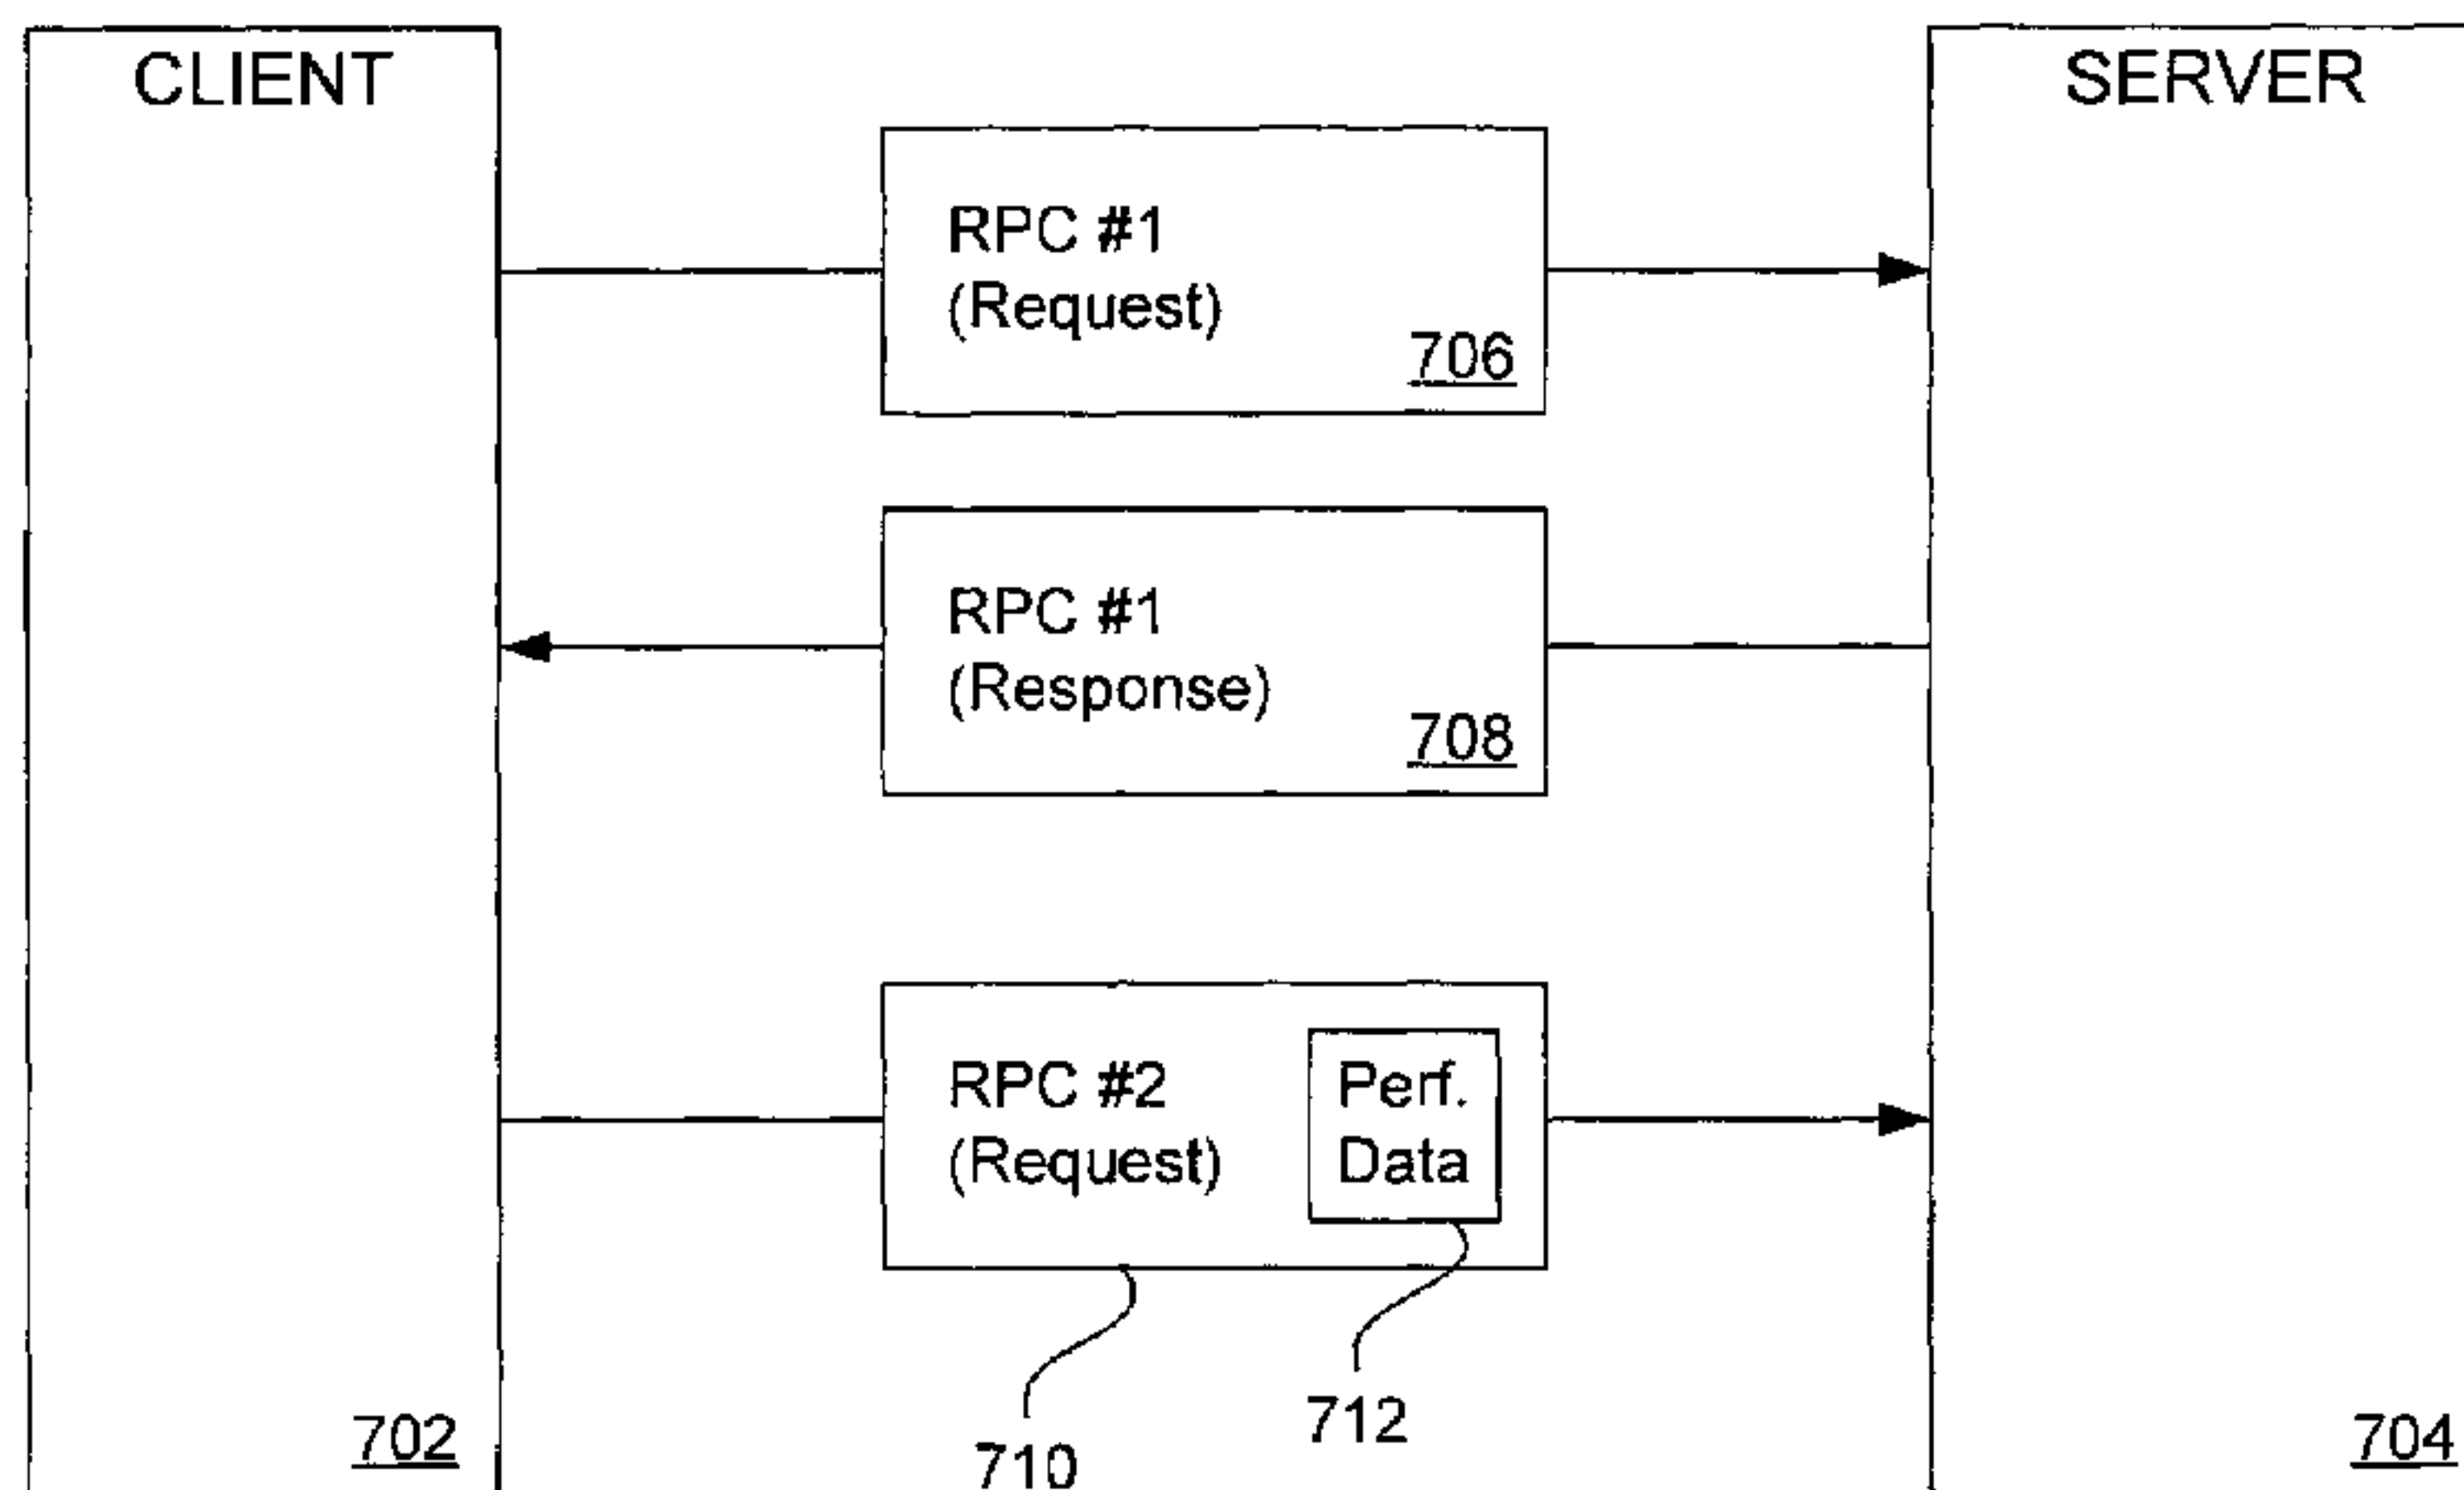 CLIENT
SERVER
RPC #1
(Request)
706
RPC #1
(Response)
708
RPC #2
(Request)
Perf.
Data
712
710
702
704